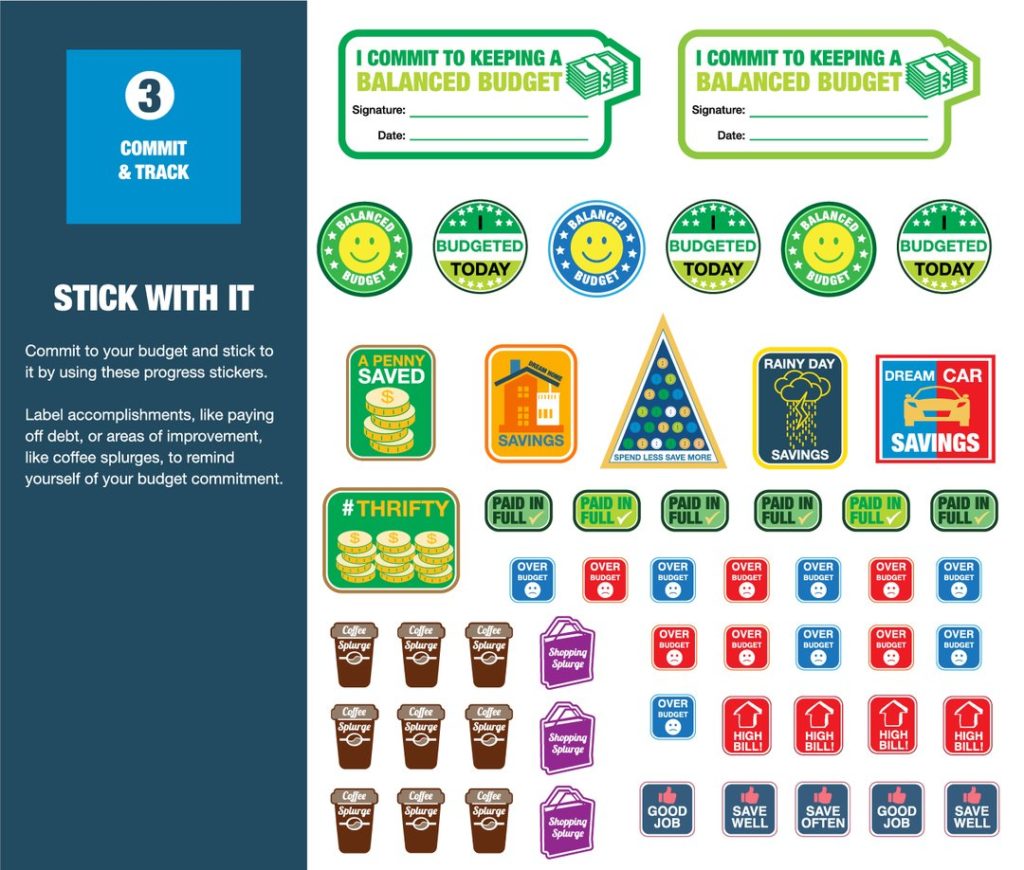 3
COMMIT
& TRACK
STICK WITH IT
Commit to your budget and stick to
it by using these progress stickers.
Label accomplishments, like paying
off debt, or areas of improvement,
like coffee splurges, to remind
yourself of your budget commitment.
I COMMIT TO KEEPING A
BALANCED BUDGET
$
Signature:
Date:
I COMMIT TO KEEPING A
BALANCED BUDGET
$
Signature:
Date:
BALANCED
BUDGET
I
BUDGETED
TODAY
BALANCED
BUDGET
I
BUDGETED
TODAY
BALANCED
BUDGET
I
BUDGETED
TODAY
A PENNY
SAVED
$
DREAM HOME
SAVINGS
SPEND LESS SAVE MORE
RAINY DAY
SAVINGS
DREAM CAR
SAVINGS
#THRIFTY
$ $ $
PAID IN
FULL
PAID IN
FULL
PAID IN
FULL
PAID IN
FULL
PAID IN
FULL
PAID IN
FULL
OVER
BUDGET
OVER
BUDGET
OVER
BUDGET
OVER
BUDGET
OVER
BUDGET
OVER
BUDGET
OVER
BUDGET
Coffee
Splurge
Coffee
Splurge
Coffee
Splurge
Shopping
Splurge
OVER
BUDGET
OVER
BUDGET
OVER
BUDGET
OVER
BUDGET
OVER
BUDGET
Coffee
Splurge
Coffee
Splurge
Coffee
Splurge
Shopping
Splurge
OVER
BUDGET
HIGH
BILL!
HIGH
BILL!
HIGH
BILL!
HIGH
BILL!
Coffee
Splurge
Coffee
Splurge
Coffee
Splurge
Shopping
Splurge
GOOD
JOB
SAVE
WELL
SAVE
OFTEN
GOOD
JOB
SAVE
WELL